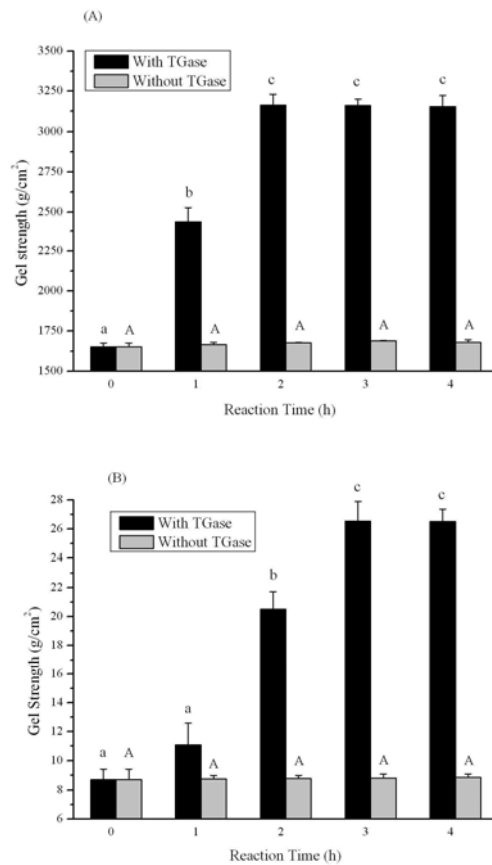 (A)
3500
3250
3000
2750
2500
2250
2000
1750
1500
With TGase
Without TGase
a
A
b
A
c
A
c
A
c
A
Gel strength (g/cm²)
0
1
2
3
4
Reaction Time (h)
(B)
28
26
24
22
20
18
16
14
12
10
8
6
With TGase
Without TGase
a
A
a
A
b
A
c
A
c
A
Gel Strength (g/cm²)
0
1
2
3
4
Reaction Time (h)